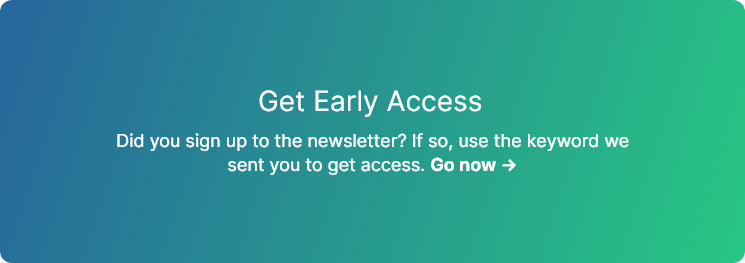 Get Early Access
Did you sign up to the newsletter? If so, use the keyword we
sent you to get access. Go now →